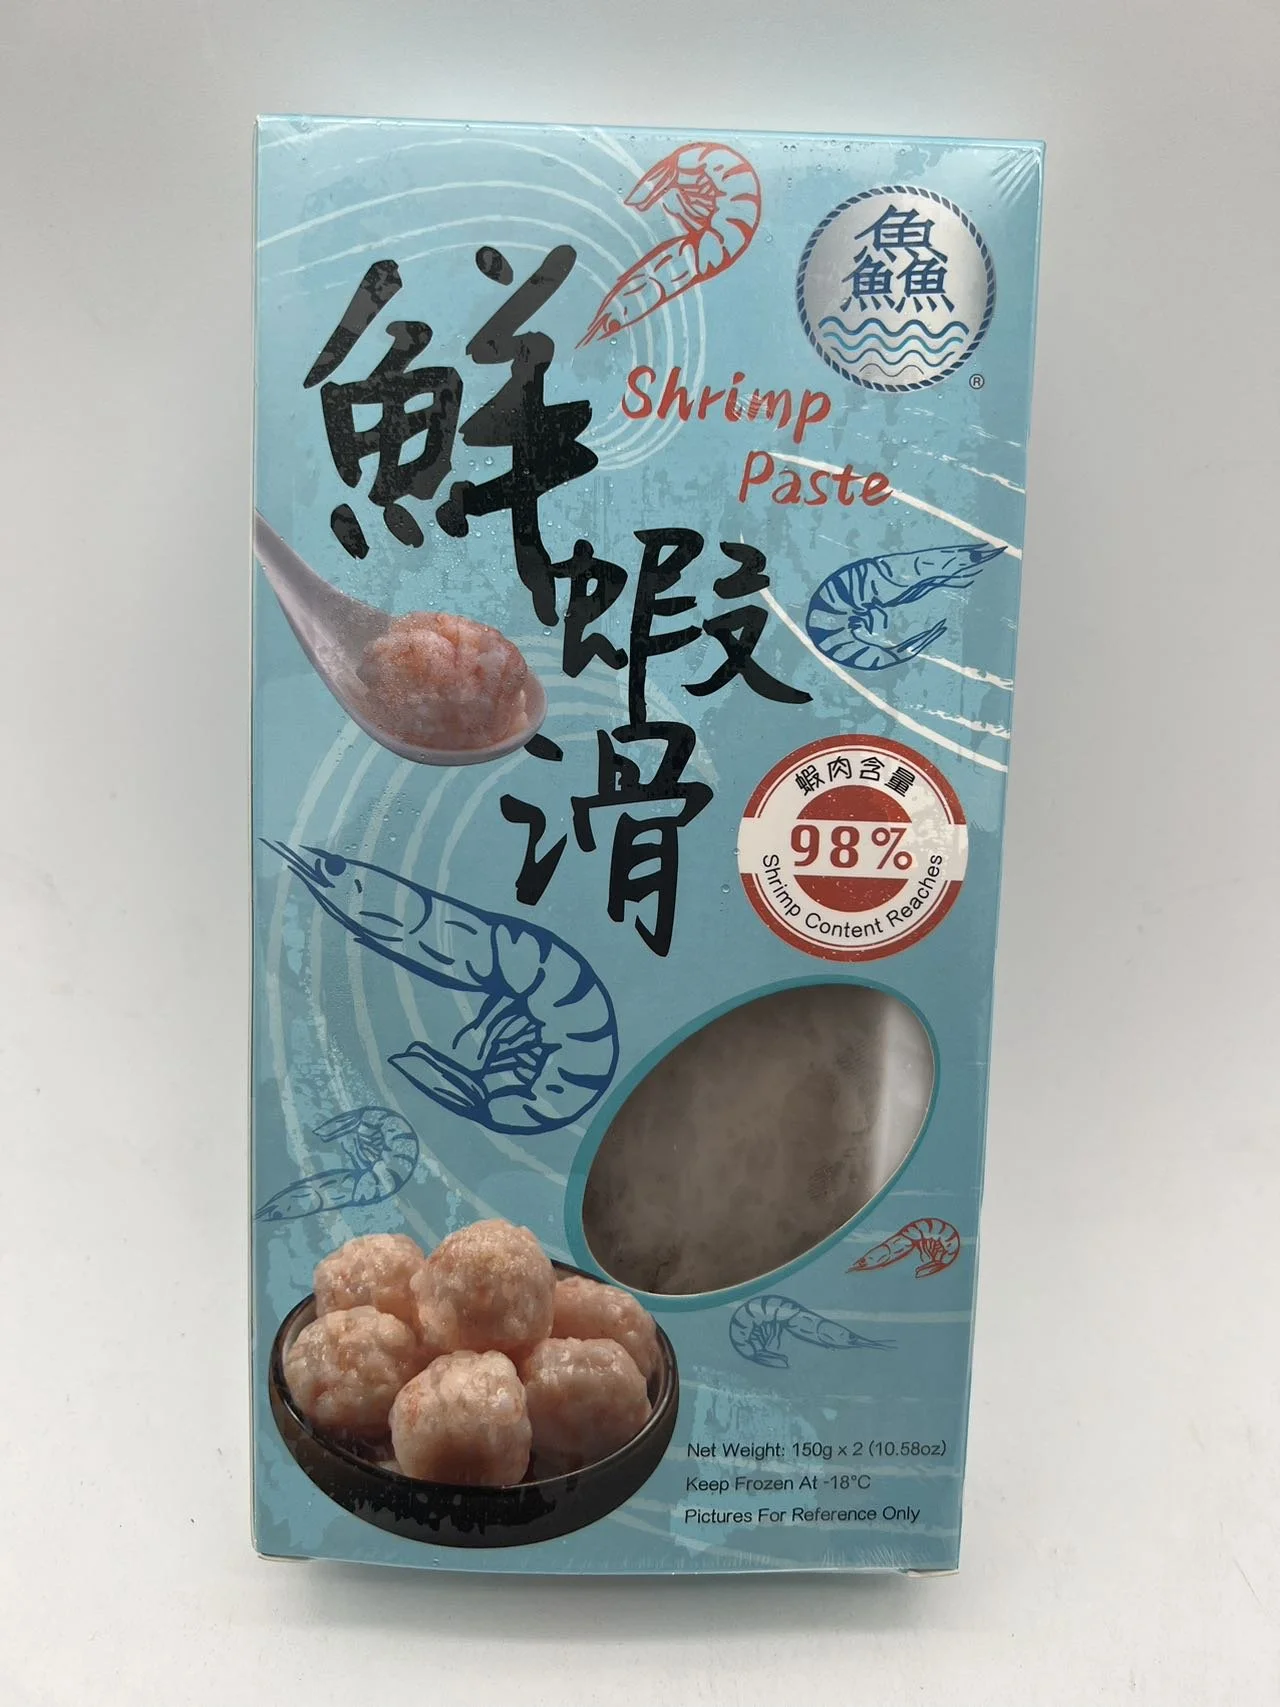 鱻
®
鮮蝦滑
Shrimp
Paste
蝦肉含量
98%
Shrimp Content Reaches
Net Weight: 150g x 2 (10.58oz)
Keep Frozen At -18°C
Pictures For Reference Only